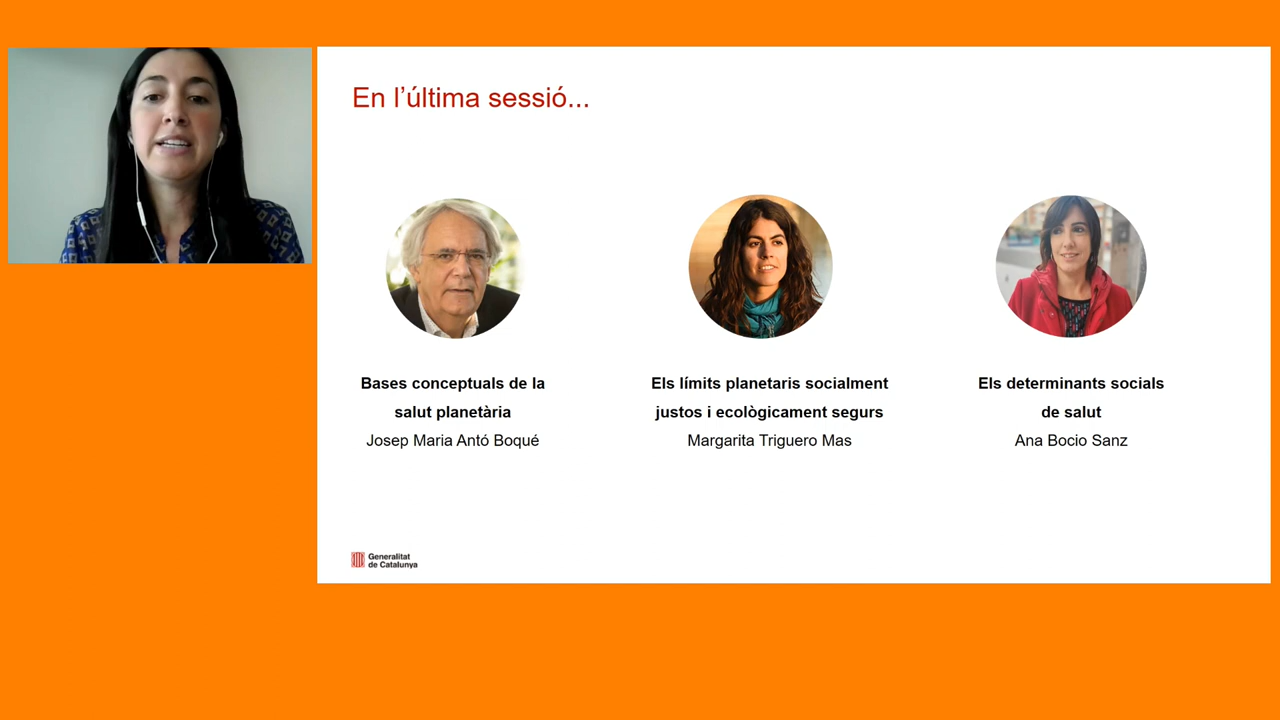 En l’última sessió...
Bases conceptuals de la
salut planetària
Josep Maria Antó Boqué
Els límits planetaris socialment
justos i ecològicament segurs
Margarita Triguero Mas
Els determinants socials
de salut
Ana Bocio Sanz
Generalitat
de Catalunya